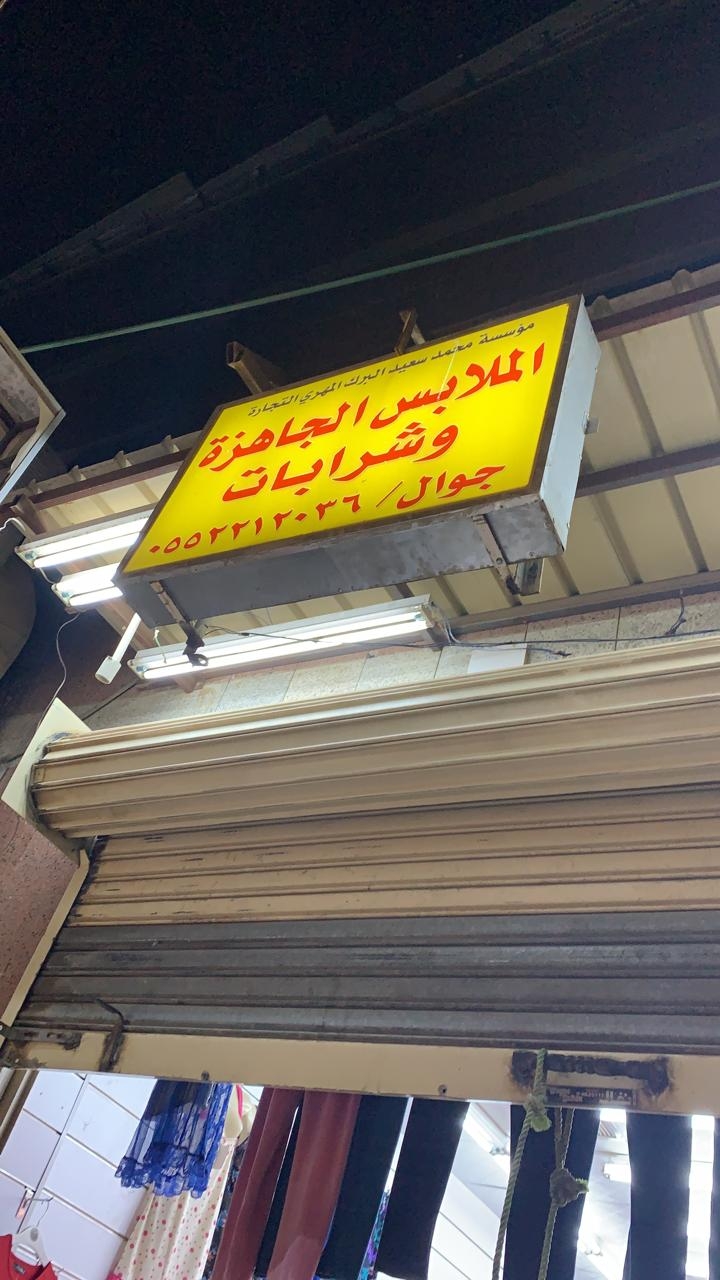 مؤسسة محمد سعيد البرك المهري التجارة
الملابس الجاهزة
وشرابات
جوال/ ٠٥٥٢٢١٢٠٣٦